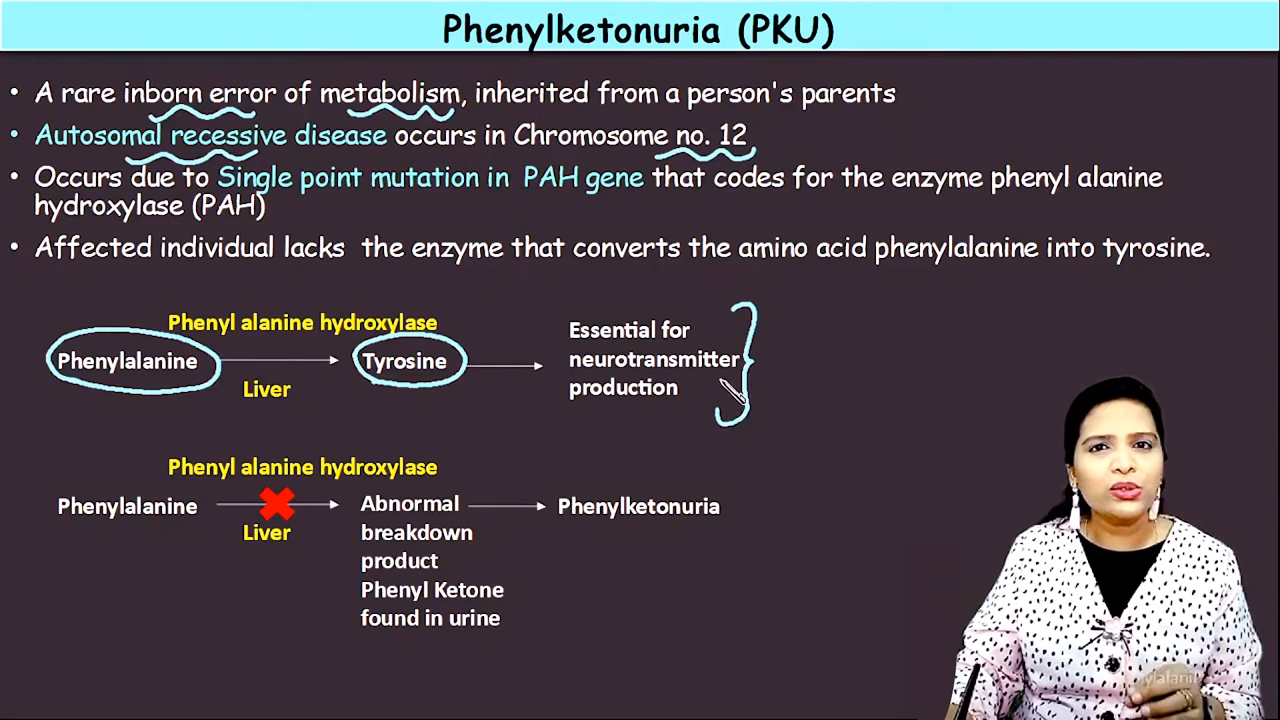 Phenylketonuria (PKU)
• A rare inborn error of metabolism, inherited from a person's parents
• Autosomal recessive disease occurs in Chromosome no. 12
• Occurs due to Single point mutation in PAH gene that codes for the enzyme phenyl alanine
hydroxylase (PAH)
• Affected individual lacks the enzyme that converts the amino acid phenylalanine into tyrosine.
Phenyl alanine hydroxylase
Phenylalanine
Liver
Tyrosine
Essential for
neurotransmitter
production
Phenyl alanine hydroxylase
Phenylalanine
Liver
Abnormal
breakdown
product
Phenyl Ketone
found in urine
Phenylketonuria